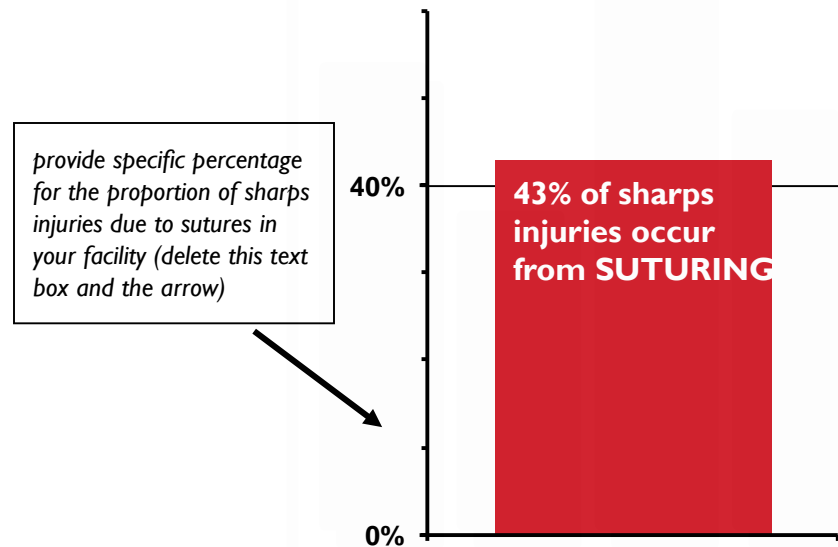 provide specific percentage
for the proportion of sharps
injuries due to sutures in
your facility (delete this text
box and the arrow)
40%
43% of sharps
injuries occur
from SUTURING
0%